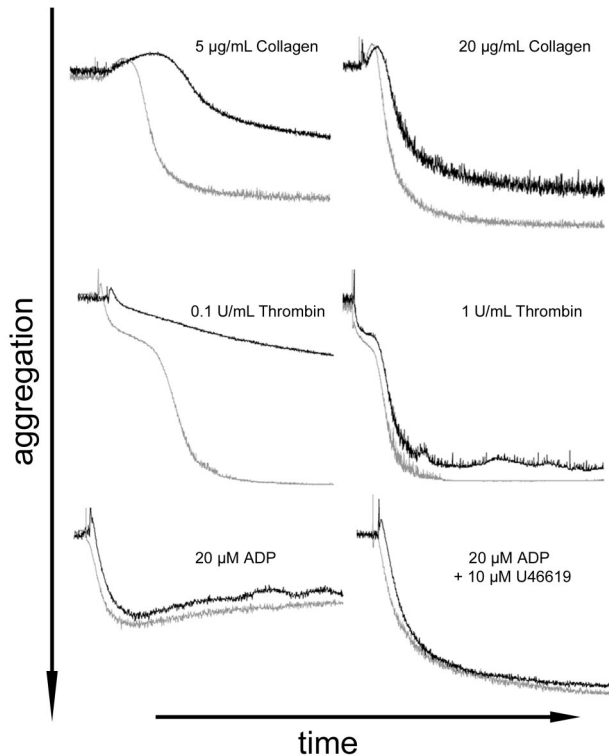 5 µg/mL Collagen
20 µg/mL Collagen
0.1 U/mL Thrombin
1 U/mL Thrombin
20 µM ADP
20 µM ADP
+ 10 µM U46619
aggregation
time